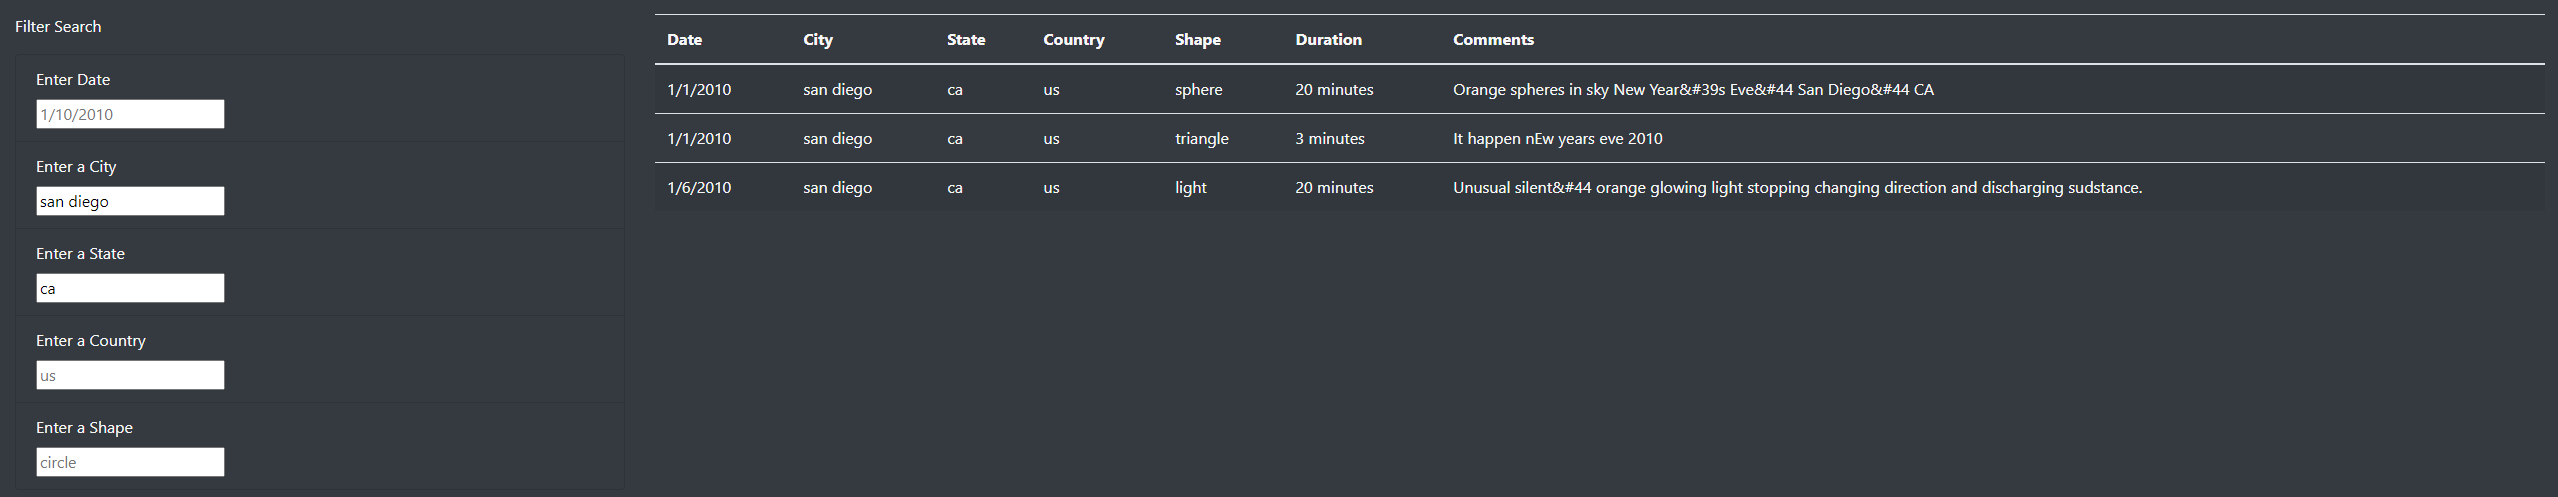 Filter Search
Enter Date
1/10/2010
Enter a City
san diego
Enter a State
ca
Enter a Country
us
Enter a Shape
circle
Date City State Country Shape Duration Comments
1/1/2010 san diego ca us sphere 20 minutes Orange spheres in sky New Year&#39s Eve&#44 San Diego&#44 CA
1/1/2010 san diego ca us triangle 3 minutes It happen nEw years eve 2010
1/6/2010 san diego ca us light 20 minutes Unusual silent&#44 orange glowing light stopping changing direction and discharging sudstance.